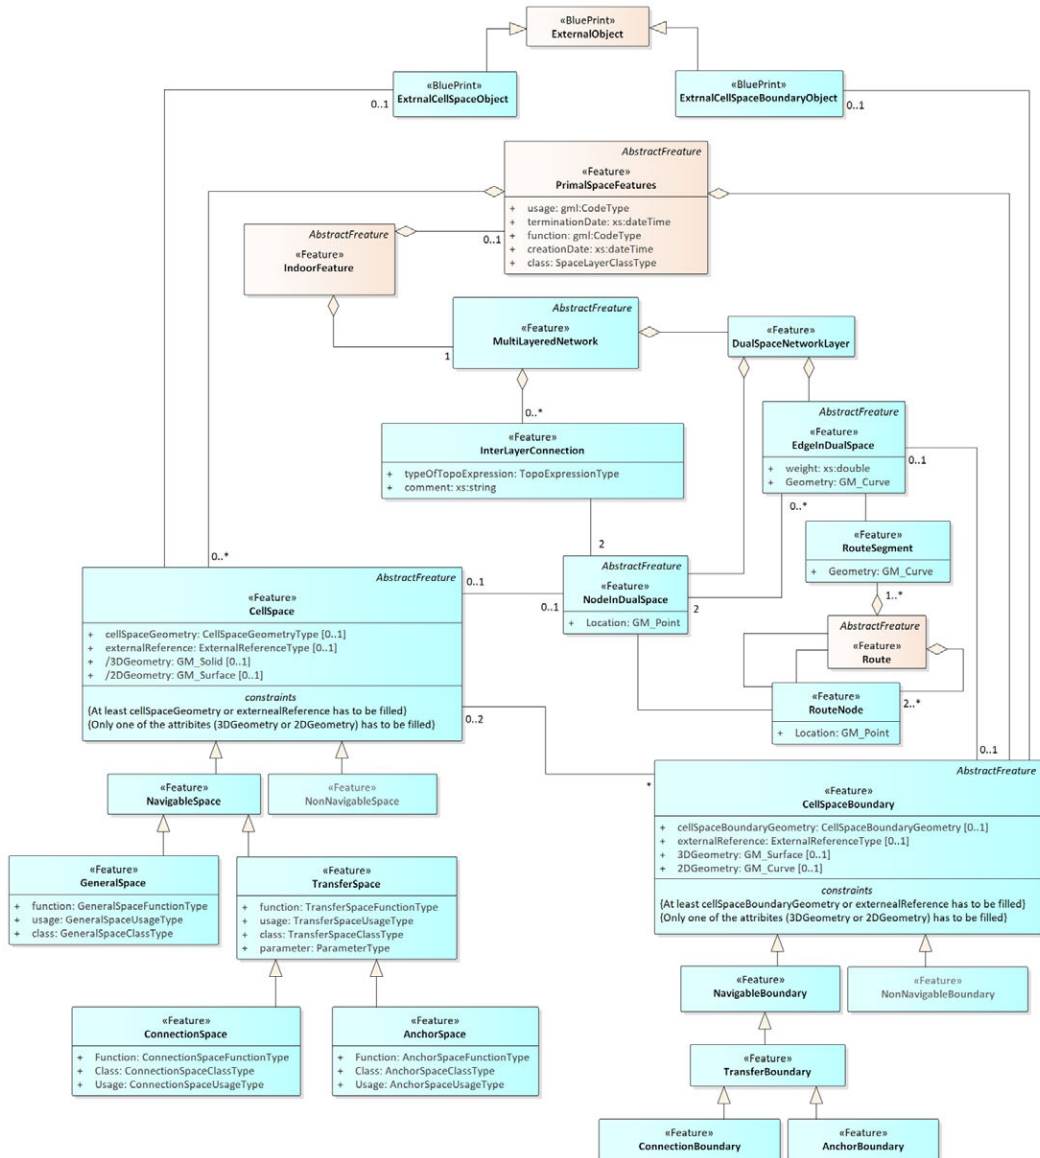 «BluePrint»
ExternalObject
«BluePrint»
ExtrnalCellSpaceObject
0..1
«BluePrint»
ExtrnalCellSpaceBoundaryObject
0..1
AbstractFreature
«Feature»
PrimalSpaceFeatures
+ usage: gml:CodeType
+ terminationDate: xs:dateTime
+ function: gml:CodeType
+ creationDate: xs:dateTime
+ class: SpaceLayerClassType
AbstractFreature
«Feature»
IndoorFeature
0..1
AbstractFreature
«Feature»
MultiLayeredNetwork
1
«Feature»
DualSpaceNetworkLayer
0..*
«Feature»
InterLayerConnection
+ typeOfTopoExpression: TopoExpressionType
+ comment: xs:string
AbstractFreature
«Feature»
EdgeInDualSpace
+ weight: xs:double
+ Geometry: GM_Curve
0..1
0..*
«Feature»
RouteSegment
+ Geometry: GM_Curve
2
0..*
AbstractFreature
«Feature»
CellSpace
+ cellSpaceGeometry: CellSpaceGeometryType [0..1]
+ externalReference: ExternalReferenceType [0..1]
+ /3DGeometry: GM_Solid [0..1]
+ /2DGeometry: GM_Surface [0..1]
constraints
{At least cellSpaceGeometry or externealReference has to be filled}
{Only one of the attribites (3DGeometry or 2DGeometry) has to be filled}
0..1
0..1
AbstractFreature
«Feature»
NodeInDualSpace
+ Location: GM_Point
2
1..*
AbstractFreature
«Feature»
Route
«Feature»
RouteNode
+ Location: GM_Point
2..*
0..2
0..1
*
«Feature»
NavigableSpace
«Feature»
NonNavigableSpace
AbstractFreature
«Feature»
CellSpaceBoundary
+ cellSpaceBoundaryGeometry: CellSpaceBoundaryGeometry [0..1]
+ externalReference: ExternalReferenceType [0..1]
+ 3DGeometry: GM_Surface [0..1]
+ 2DGeometry: GM_Curve [0..1]
constraints
{At least cellSpaceBoundaryGeometry or externealReference has to be filled}
{Only one of the attribites (3DGeometry or 2DGeometry) has to be filled}
«Feature»
GeneralSpace
+ function: GeneralSpaceFunctionType
+ usage: GeneralSpaceUsageType
+ class: GeneralSpaceClassType
«Feature»
TransferSpace
+ function: TransferSpaceFunctionType
+ usage: TransferSpaceUsageType
+ class: TransferSpaceClassType
+ parameter: ParameterType
«Feature»
NavigableBoundary
«Feature»
NonNavigableBoundary
«Feature»
ConnectionSpace
+ Function: ConnectionSpaceFunctionType
+ Class: ConnectionSpaceClassType
+ Usage: ConnectionSpaceUsageType
«Feature»
AnchorSpace
+ Function: AnchorSpaceFunctionType
+ Class: AnchorSpaceClassType
+ Usage: AnchorSpaceUsageType
«Feature»
TransferBoundary
«Feature»
ConnectionBoundary
«Feature»
AnchorBoundary